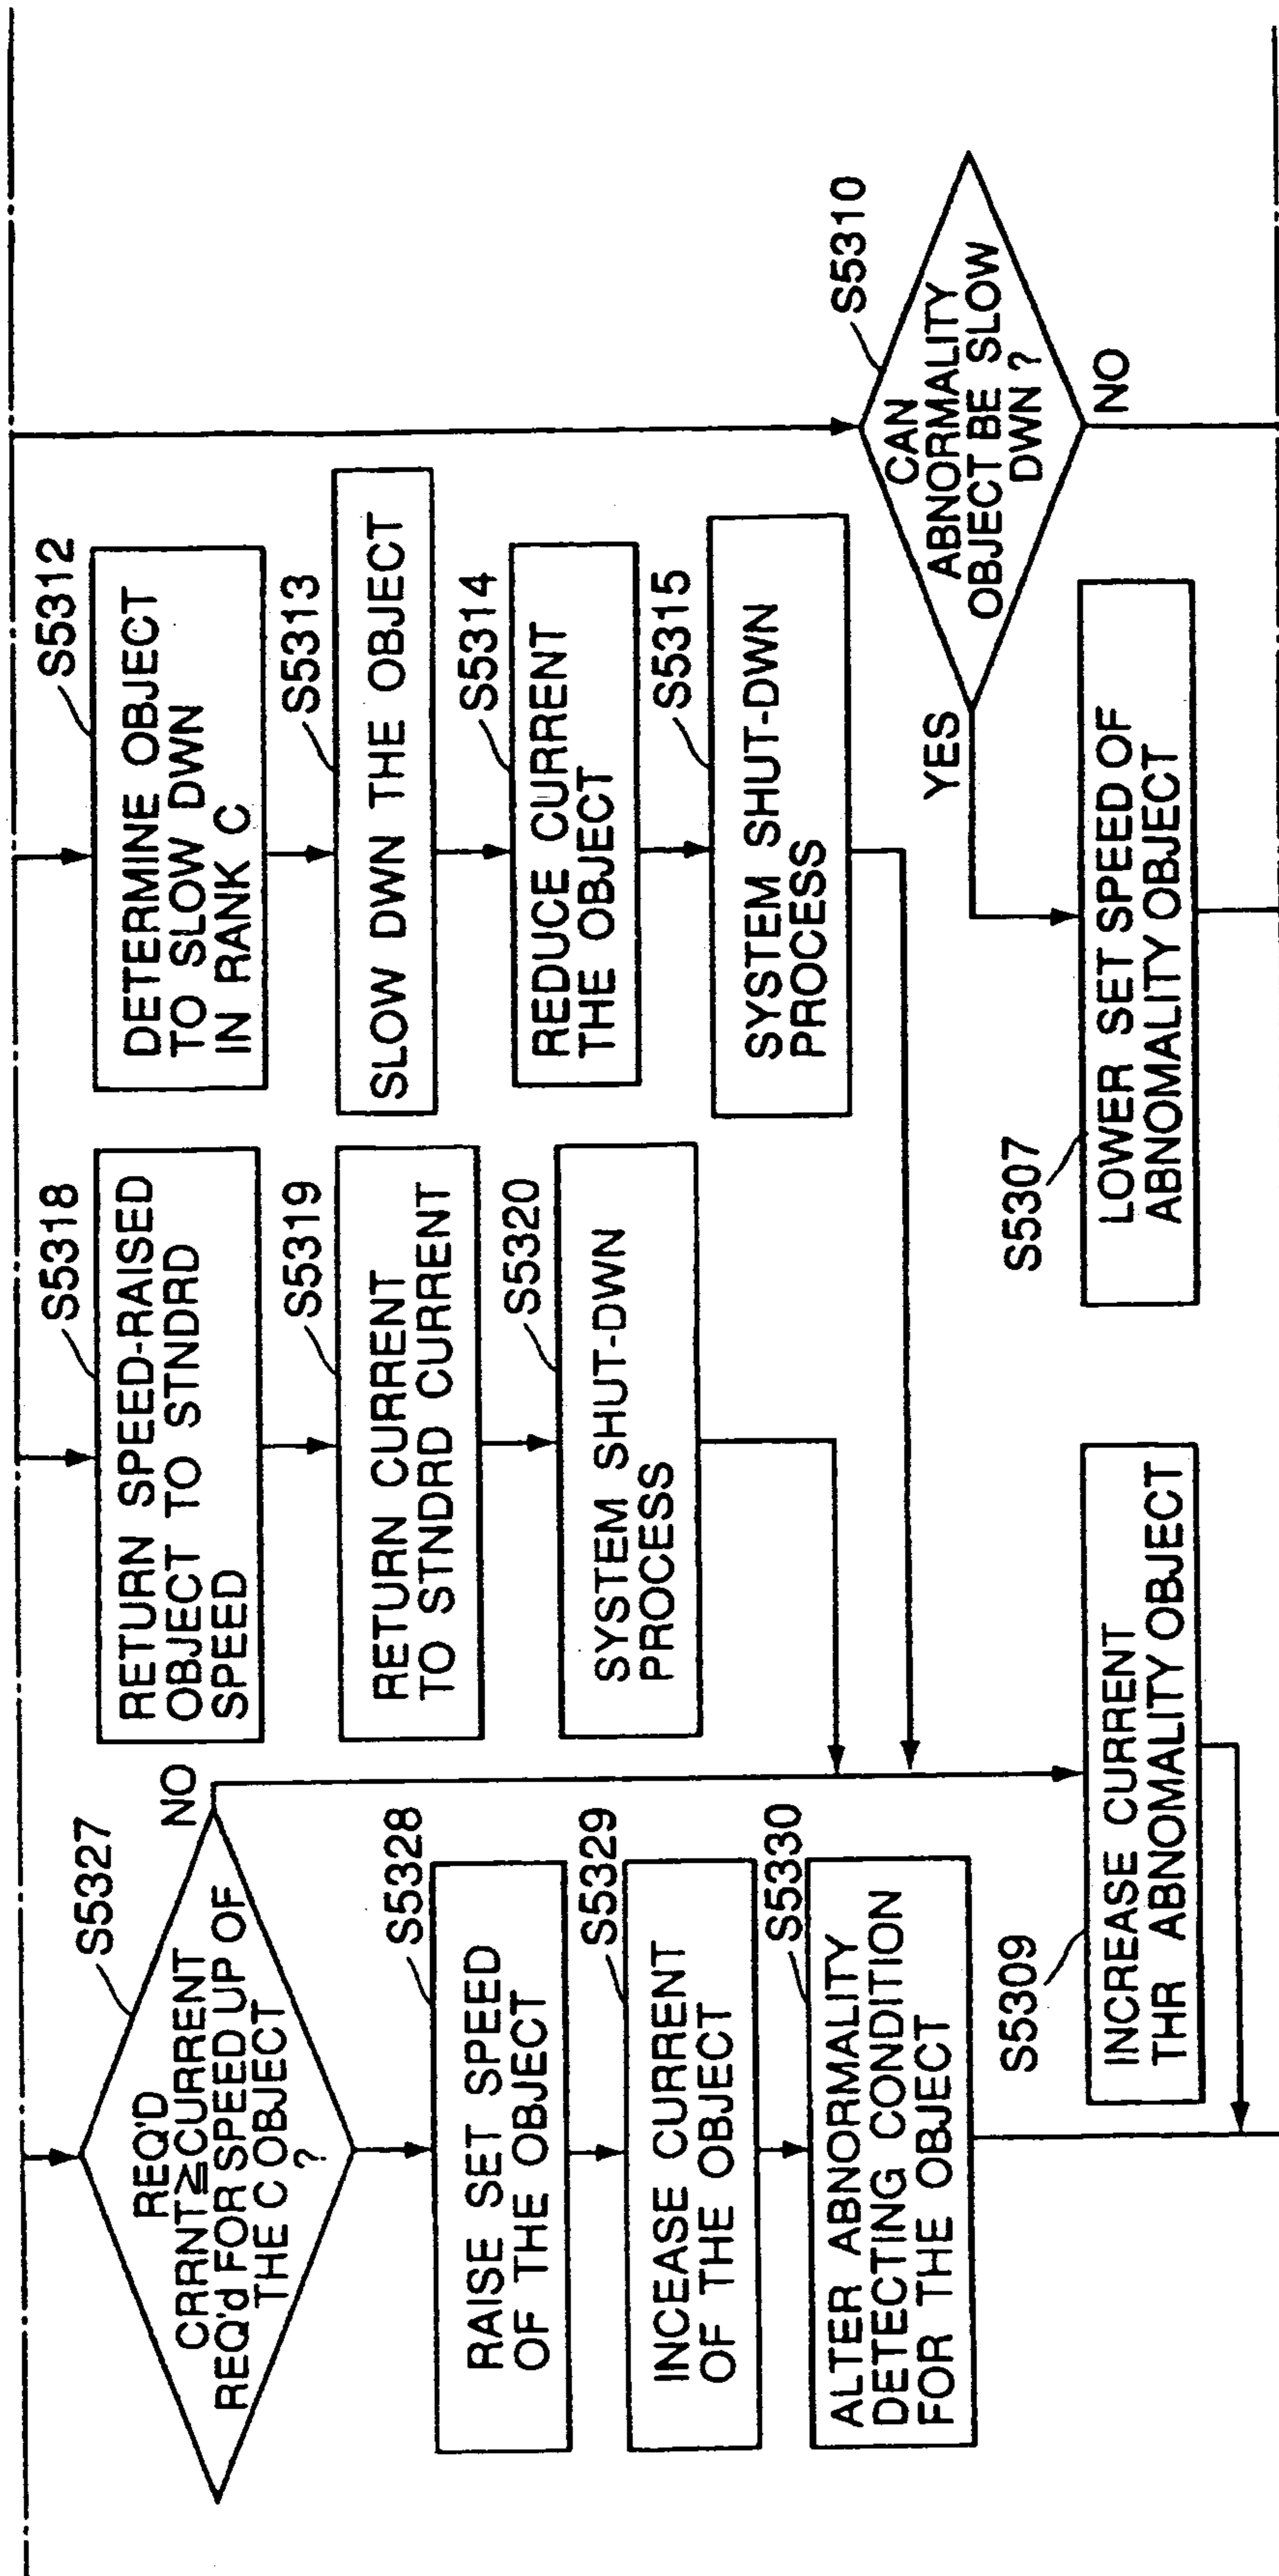 S5327
REQ'D
CRRNT≧CURRENT
REQ'd FOR SPEED UP OF
THE C OBJECT
?
NO
S5328
RAISE SET SPEED
OF THE OBJECT
S5329
INCEASE CURRENT
OF THE OBJECT
S5330
ALTER ABNORMALITY
DETECTING CONDITION
FOR THE OBJECT
S5318
RETURN SPEED-RAISED
OBJECT TO STNDRD
SPEED
S5319
RETURN CURRENT
TO STNDRD CURRENT
S5320
SYSTEM SHUT-DWN
PROCESS
S5312
DETERMINE OBJECT
TO SLOW DWN
IN RANK C
S5313
SLOW DWN THE OBJECT
S5314
REDUCE CURRENT
THE OBJECT
S5315
SYSTEM SHUT-DWN
PROCESS
S5310
CAN
ABNORMALITY
OBJECT BE SLOW
DWN ?
YES
NO
S5309
INCREASE CURRENT
THR ABNOMALITY OBJECT
S5307
LOWER SET SPEED OF
ABNOMALITY OBJECT